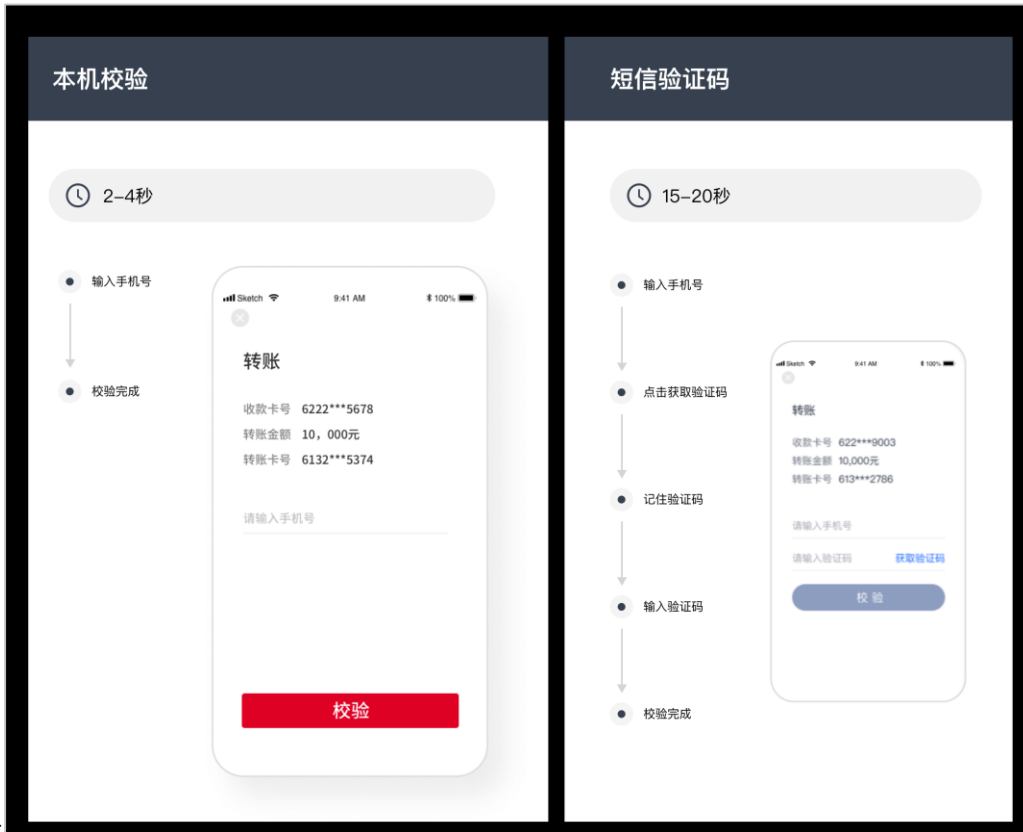 本机校验
2-4秒
输入手机号
校验完成
Sketch 9:41 AM 100%
转账
收款卡号 6222***5678
转账金额 10，000元
转账卡号 6132***5374
请输入手机号
校验
短信验证码
15-20秒
输入手机号
点击获取验证码
记住验证码
输入验证码
校验完成
Sketch 9:41 AM 100%
转账
收款卡号 622***9003
转账金额 10,000元
转账卡号 613***2786
请输入手机号
请输入验证码 获取验证码
校 验